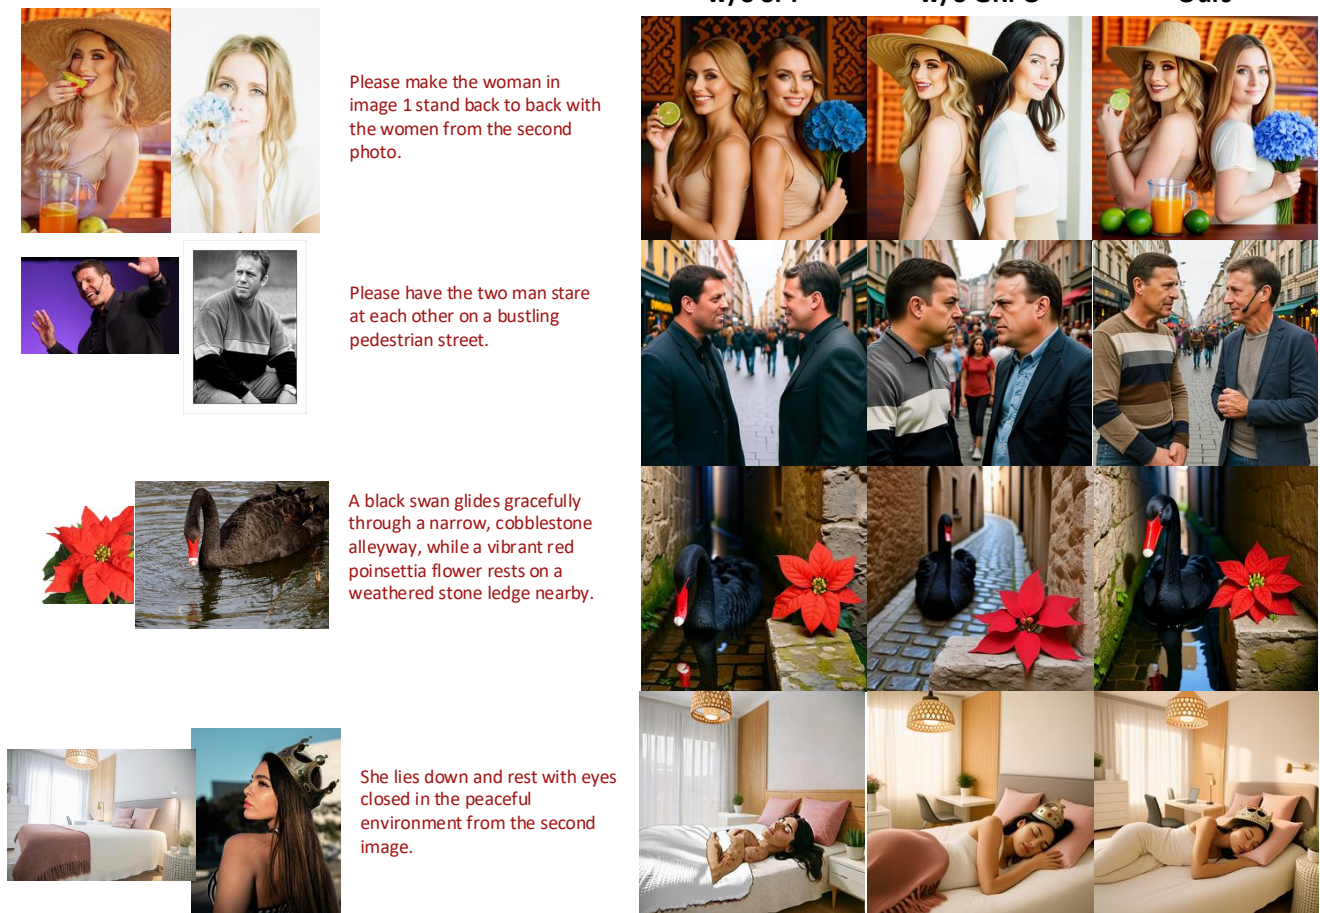 Please make the woman in
image 1 stand back to back with
the women from the second
photo.
Please have the two man stare
at each other on a bustling
pedestrian street.
A black swan glides gracefully
through a narrow, cobblestone
alleyway, while a vibrant red
poinsettia flower rests on a
weathered stone ledge nearby.
She lies down and rest with eyes
closed in the peaceful
environment from the second
image.